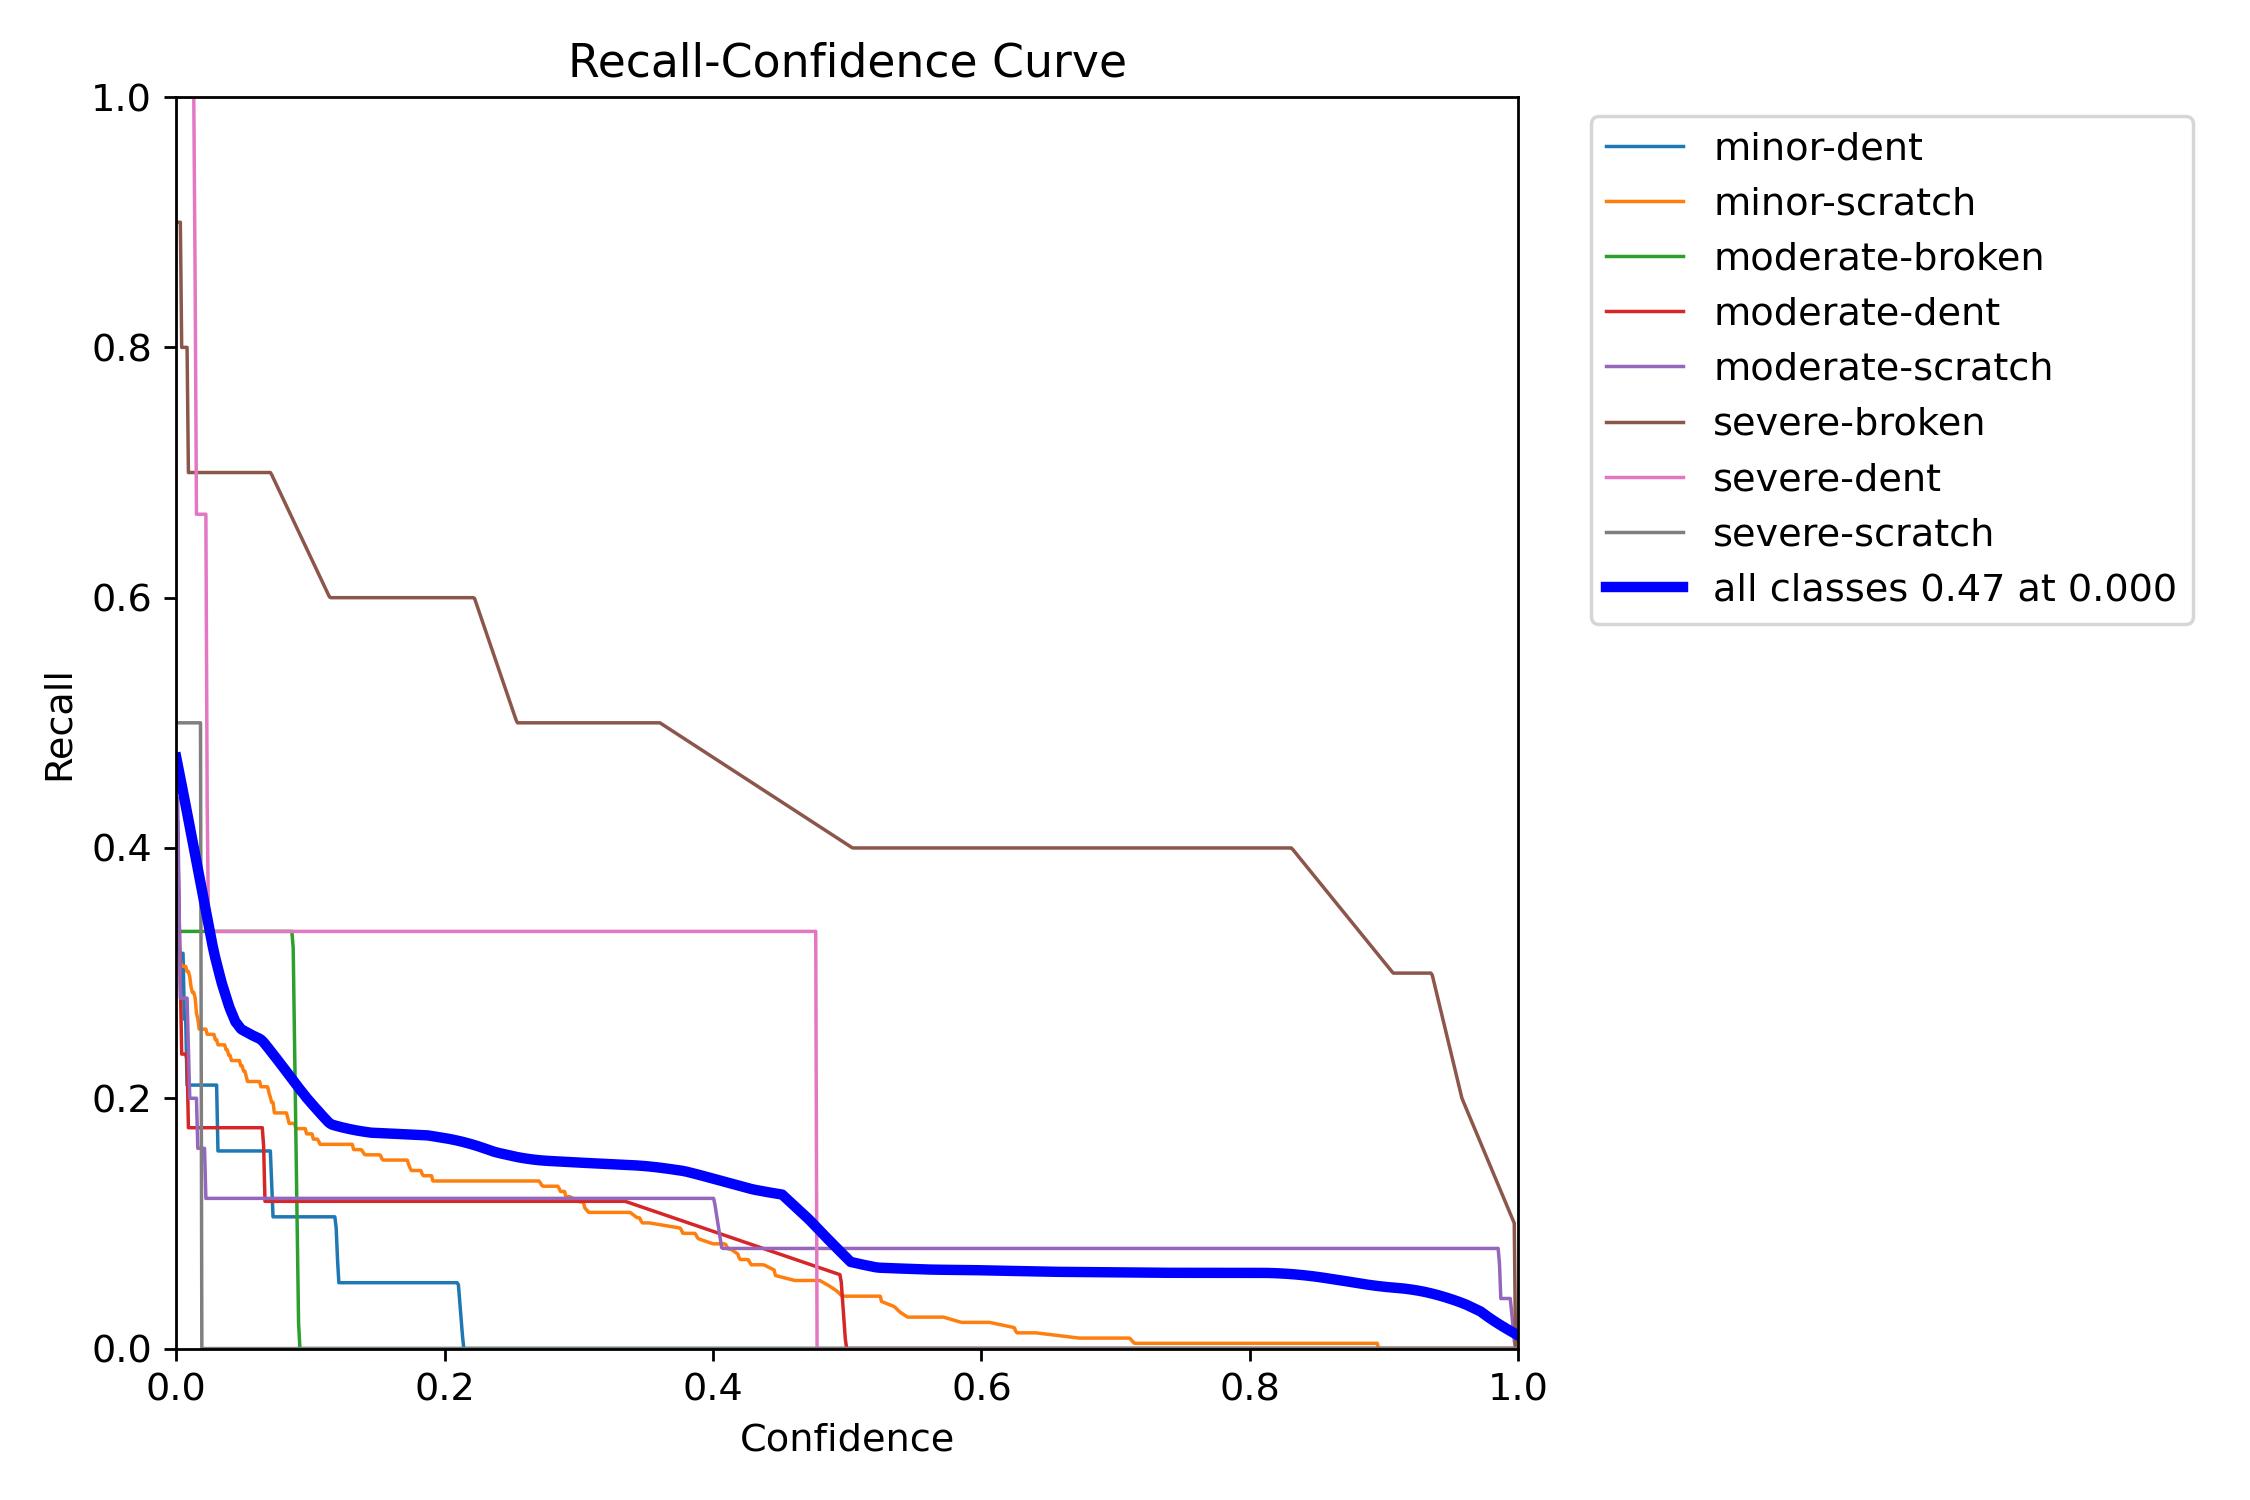 Recall-Confidence Curve
1.0
0.8
0.6
0.4
0.2
0.0
Recall
0.0 0.2 0.4 0.6 0.8 1.0
Confidence
minor-dent
minor-scratch
moderate-broken
moderate-dent
moderate-scratch
severe-broken
severe-dent
severe-scratch
all classes 0.47 at 0.000